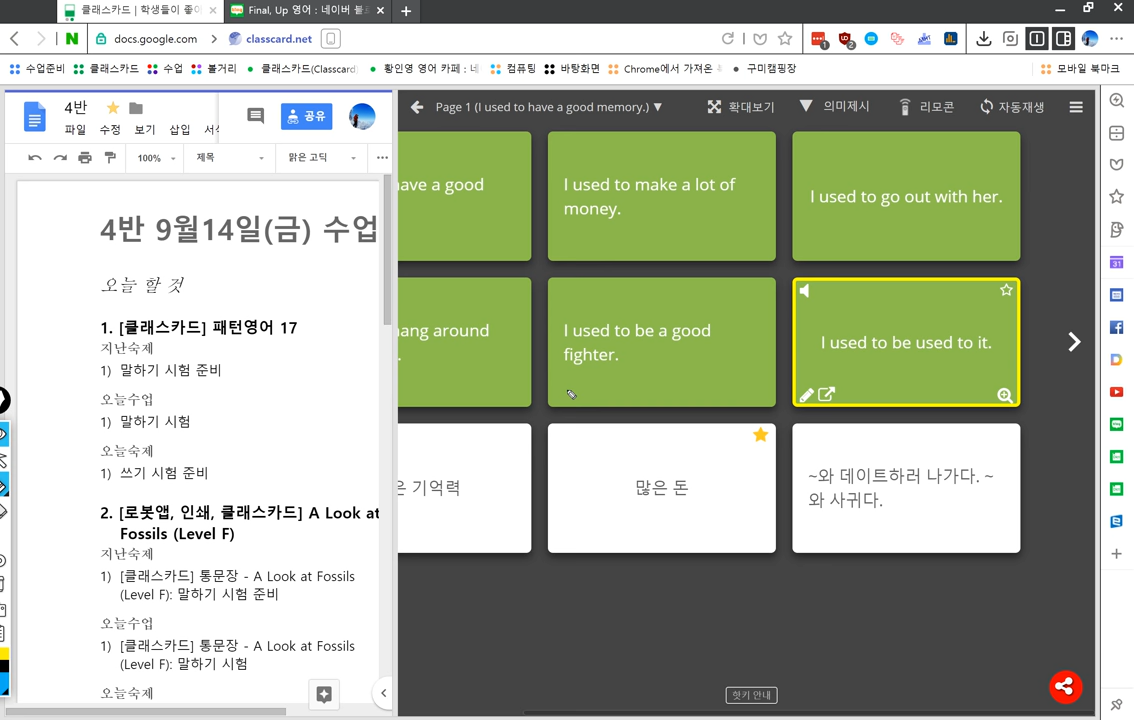 클래스카드 | 학생들이 좋아
Final, Up 영어 : 네이버 블로
docs.google.com
classcard.net
수업준비
클래스카드
수업
볼거리
클래스카드(Classcard
황인영 영어 카페 : 네
컴퓨팅
바탕화면
Chrome에서 가져온
구미캠핑장
모바일 북마크
4반
파일 수정 보기 삽입 서식
공유
100% 제목 맑은 고딕
4반 9월14일(금) 수업
오늘 할 것
1. [클래스카드] 패턴영어 17
지난숙제
1) 말하기 시험 준비
오늘수업
1) 말하기 시험
오늘숙제
1) 쓰기 시험 준비
2. [로봇앱, 인쇄, 클래스카드] A Look at
Fossils (Level F)
지난숙제
1) [클래스카드] 통문장 - A Look at Fossils
(Level F): 말하기 시험 준비
오늘수업
1) [클래스카드] 통문장 - A Look at Fossils
(Level F): 말하기 시험
오늘숙제
Page 1 (I used to have a good memory.) ▼
확대보기
의미제시
리모콘
자동재생
have a good
I used to make a lot of
money.
I used to go out with her.
hang around
.
I used to be a good
fighter.
I used to be used to it.
은 기억력
많은 돈
~와 데이트하러 나가다. ~
와 사귀다.
핫키 안내